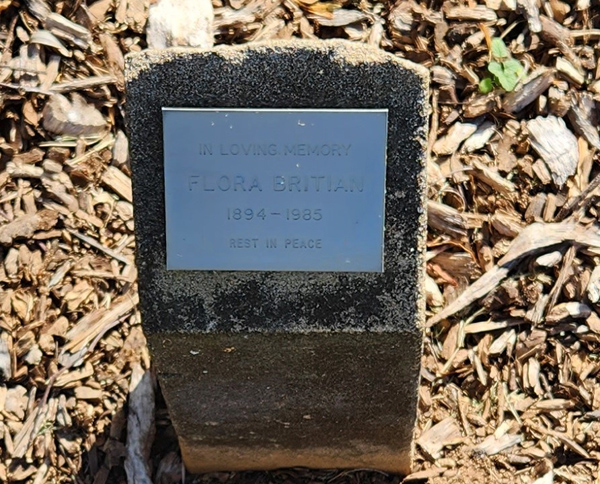 IN LOVING MEMORY
FLORA BRITIAN
1894-1985
REST IN PEACE